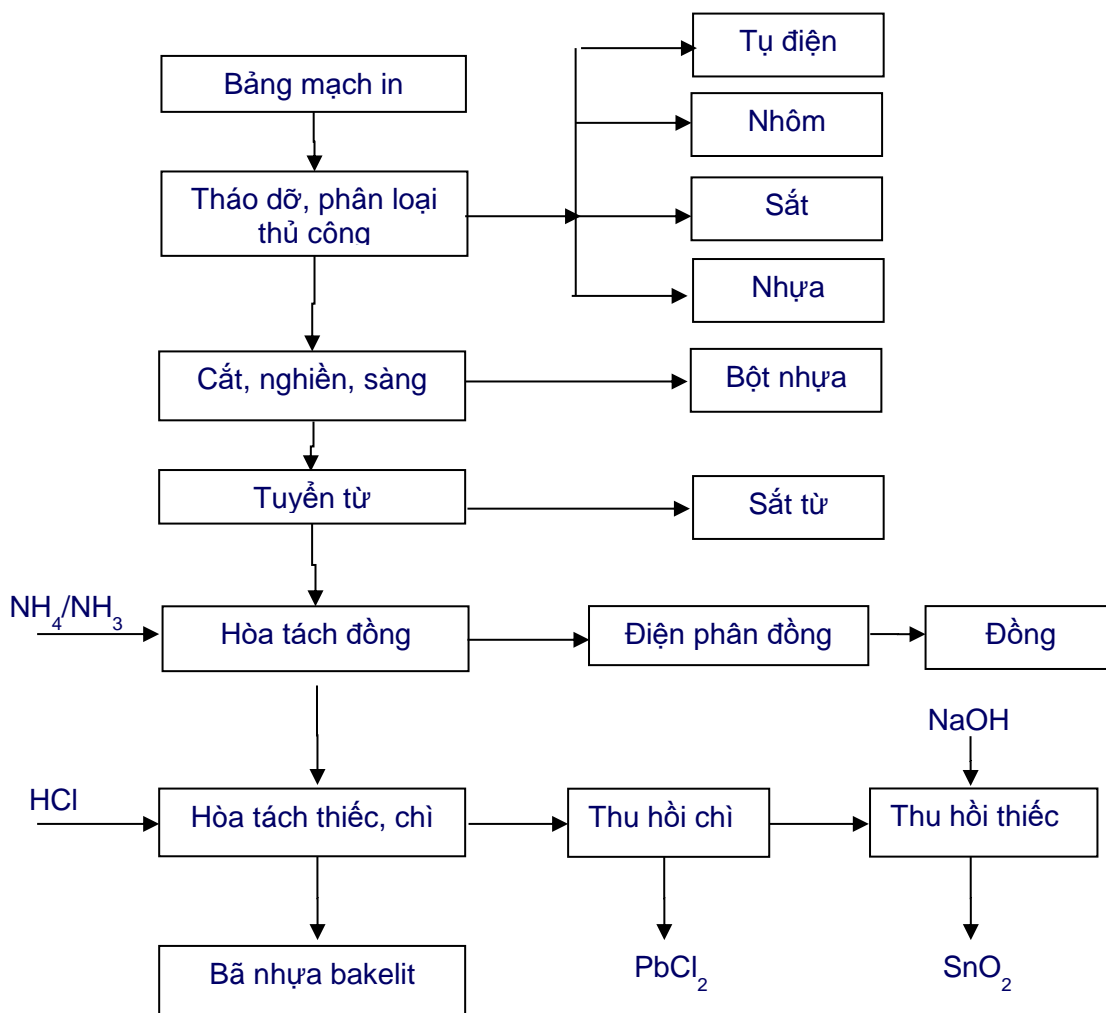 Tụ điện
Bảng mạch in
Nhôm
Tháo dỡ, phân loại
thủ công
Sắt
Nhựa
Cắt, nghiền, sàng
Bột nhựa
Tuyển từ
Sắt từ
NH₄/NH₃
Hòa tách đồng
Điện phân đồng
Đồng
NaOH
HCl
Hòa tách thiếc, chì
Thu hồi chì
Thu hồi thiếc
Bã nhựa bakelit
PbCl₂
SnO₂